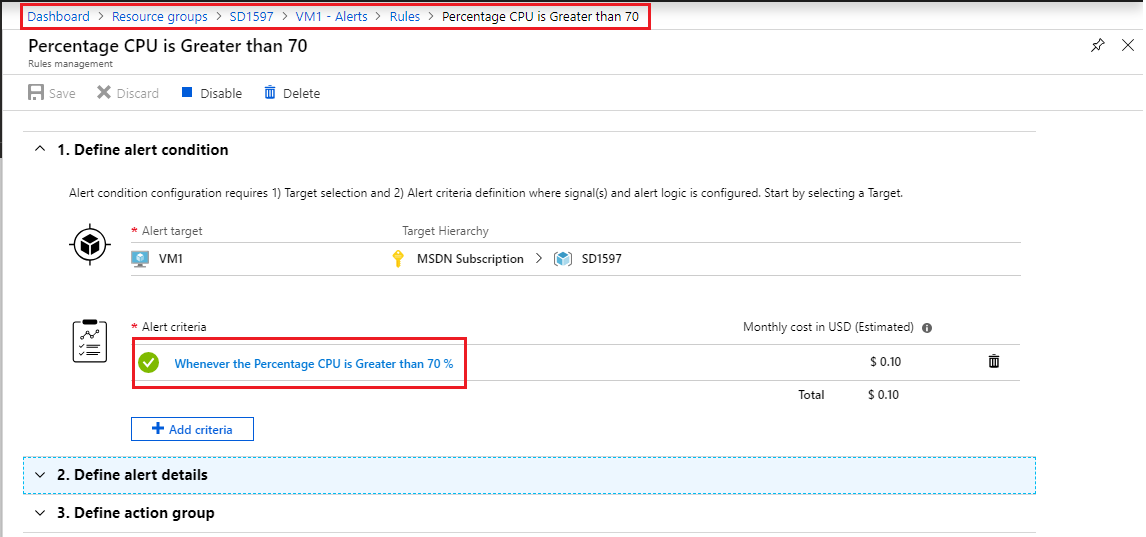 Dashboard > Resource groups > SD1597 > VM1 - Alerts > Rules > Percentage CPU is Greater than 70
Percentage CPU is Greater than 70
Rules management
Save Discard Disable Delete
1. Define alert condition
Alert condition configuration requires 1) Target selection and 2) Alert criteria definition where signal(s) and alert logic is configured. Start by selecting a Target.
* Alert target Target Hierarchy
VM1 MSDN Subscription > SD1597
* Alert criteria Monthly cost in USD (Estimated)
Whenever the Percentage CPU is Greater than 70 % $ 0.10
Total $ 0.10
+ Add criteria
2. Define alert details
3. Define action group